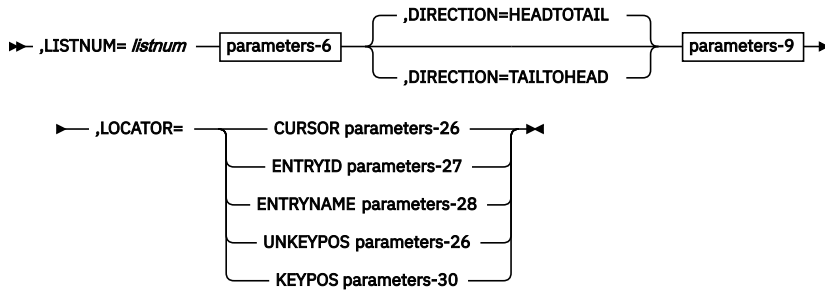 ,DIRECTION=HEADTOTAIL
,LISTNUM= listnum parameters-6 parameters-9
,DIRECTION=TAILTOHEAD
,LOCATOR= CURSOR parameters-26
ENTRYID parameters-27
ENTRYNAME parameters-28
UNKEYPOS parameters-26
KEYPOS parameters-30